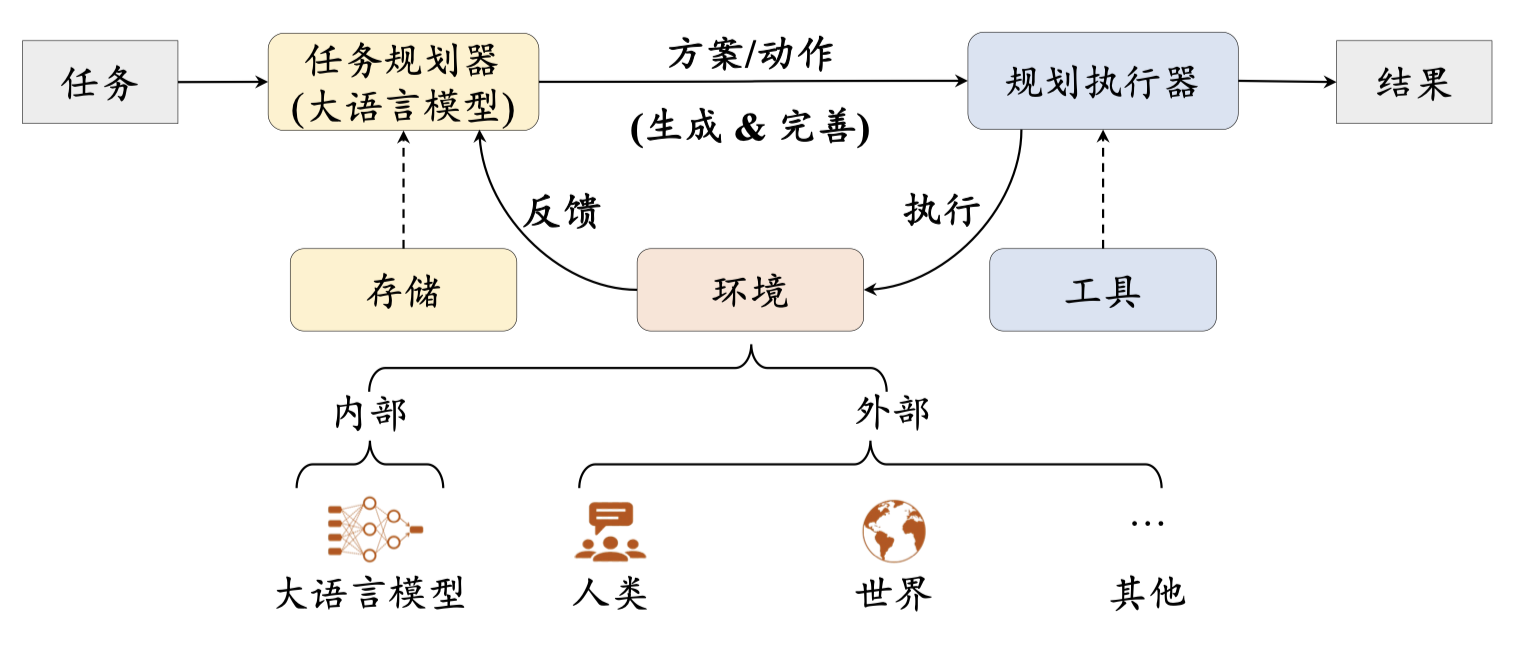 任务
任务规划器
(大语言模型)
方案/动作
(生成 & 完善)
规划执行器
结果
反馈
执行
存储
环境
工具
内部
外部
…
大语言模型
人类
世界
其他